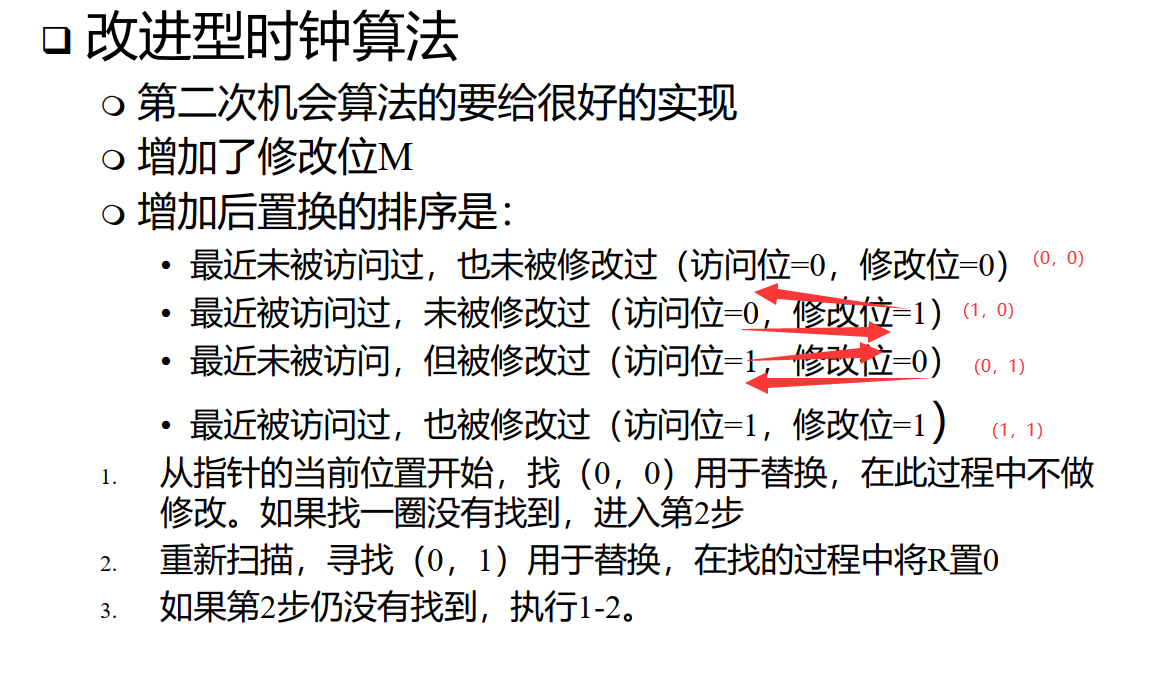 改进型时钟算法
第二次机会算法的要给很好的实现
增加了修改位M
增加后置换的排序是：
• 最近未被访问过，也未被修改过（访问位=0，修改位=0） (0, 0)
• 最近被访问过，未被修改过（访问位=0，修改位=1） (1, 0)
• 最近未被访问，但被修改过（访问位=1，修改位=0） (0, 1)
• 最近被访问过，也被修改过（访问位=1，修改位=1） (1, 1)
1. 从指针的当前位置开始，找（0，0）用于替换，在此过程中不做
修改。如果找一圈没有找到，进入第2步
2. 重新扫描，寻找（0，1）用于替换，在找的过程中将R置0
3. 如果第2步仍没有找到，执行1-2。